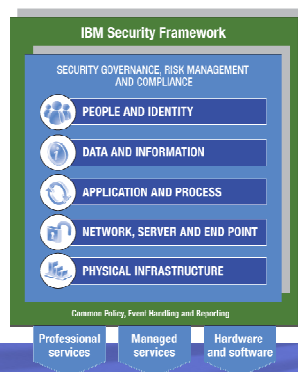 IBM Security Framework
SECURITY GOVERNANCE, RISK MANAGEMENT
AND COMPLIANCE
PEOPLE AND IDENTITY
DATA AND INFORMATION
APPLICATION AND PROCESS
NETWORK, SERVER AND END POINT
PHYSICAL INFRASTRUCTURE
Common Policy, Event Handling and Reporting
Professional
services
Managed
services
Hardware
and software